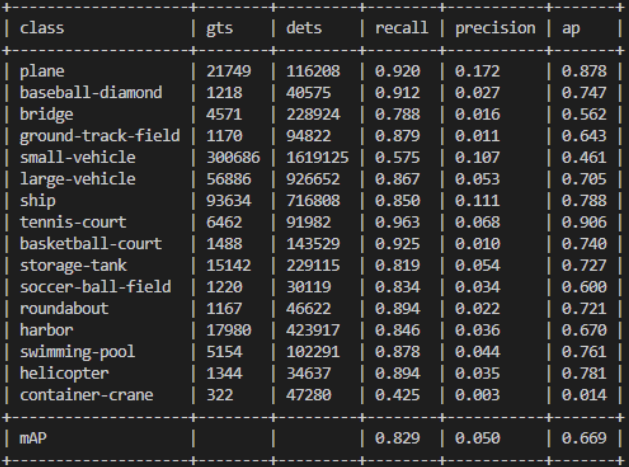 +--------------------+--------+---------+--------+-----------+-------+
| class              | gts    | dets    | recall | precision | ap    |
+--------------------+--------+---------+--------+-----------+-------+
| plane              | 21749  | 116208  | 0.920  | 0.172     | 0.878 |
| baseball-diamond   | 1218   | 40575   | 0.912  | 0.027     | 0.747 |
| bridge             | 4571   | 228924  | 0.788  | 0.016     | 0.562 |
| ground-track-field | 1170   | 94822   | 0.879  | 0.011     | 0.643 |
| small-vehicle      | 300686 | 1619125 | 0.575  | 0.107     | 0.461 |
| large-vehicle      | 56886  | 926652  | 0.867  | 0.053     | 0.705 |
| ship               | 93634  | 716808  | 0.850  | 0.111     | 0.788 |
| tennis-court       | 6462   | 91982   | 0.963  | 0.068     | 0.906 |
| basketball-court   | 1488   | 143529  | 0.925  | 0.010     | 0.740 |
| storage-tank       | 15142  | 229115  | 0.819  | 0.054     | 0.727 |
| soccer-ball-field  | 1220   | 30119   | 0.834  | 0.034     | 0.600 |
| roundabout         | 1167   | 46622   | 0.894  | 0.022     | 0.721 |
| harbor             | 17980  | 423917  | 0.846  | 0.036     | 0.670 |
| swimming-pool      | 5154   | 102291  | 0.878  | 0.044     | 0.761 |
| helicopter         | 1344   | 34637   | 0.894  | 0.035     | 0.781 |
| container-crane    | 322    | 47280   | 0.425  | 0.003     | 0.014 |
+--------------------+--------+---------+--------+-----------+-------+
| mAP                |        |         | 0.829  | 0.050     | 0.669 |
+--------------------+--------+---------+--------+-----------+-------+